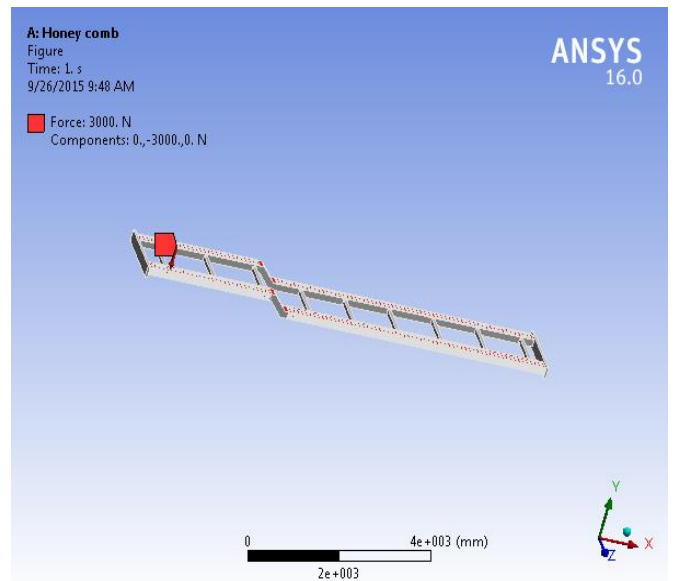 A: Honey comb
Figure
Time: 1. s
9/26/2015 9:48 AM
Force: 3000. N
Components: 0.,-3000.,0. N
ANSYS
16.0
Y
X
Z
0
4e+003 (mm)
2e+003